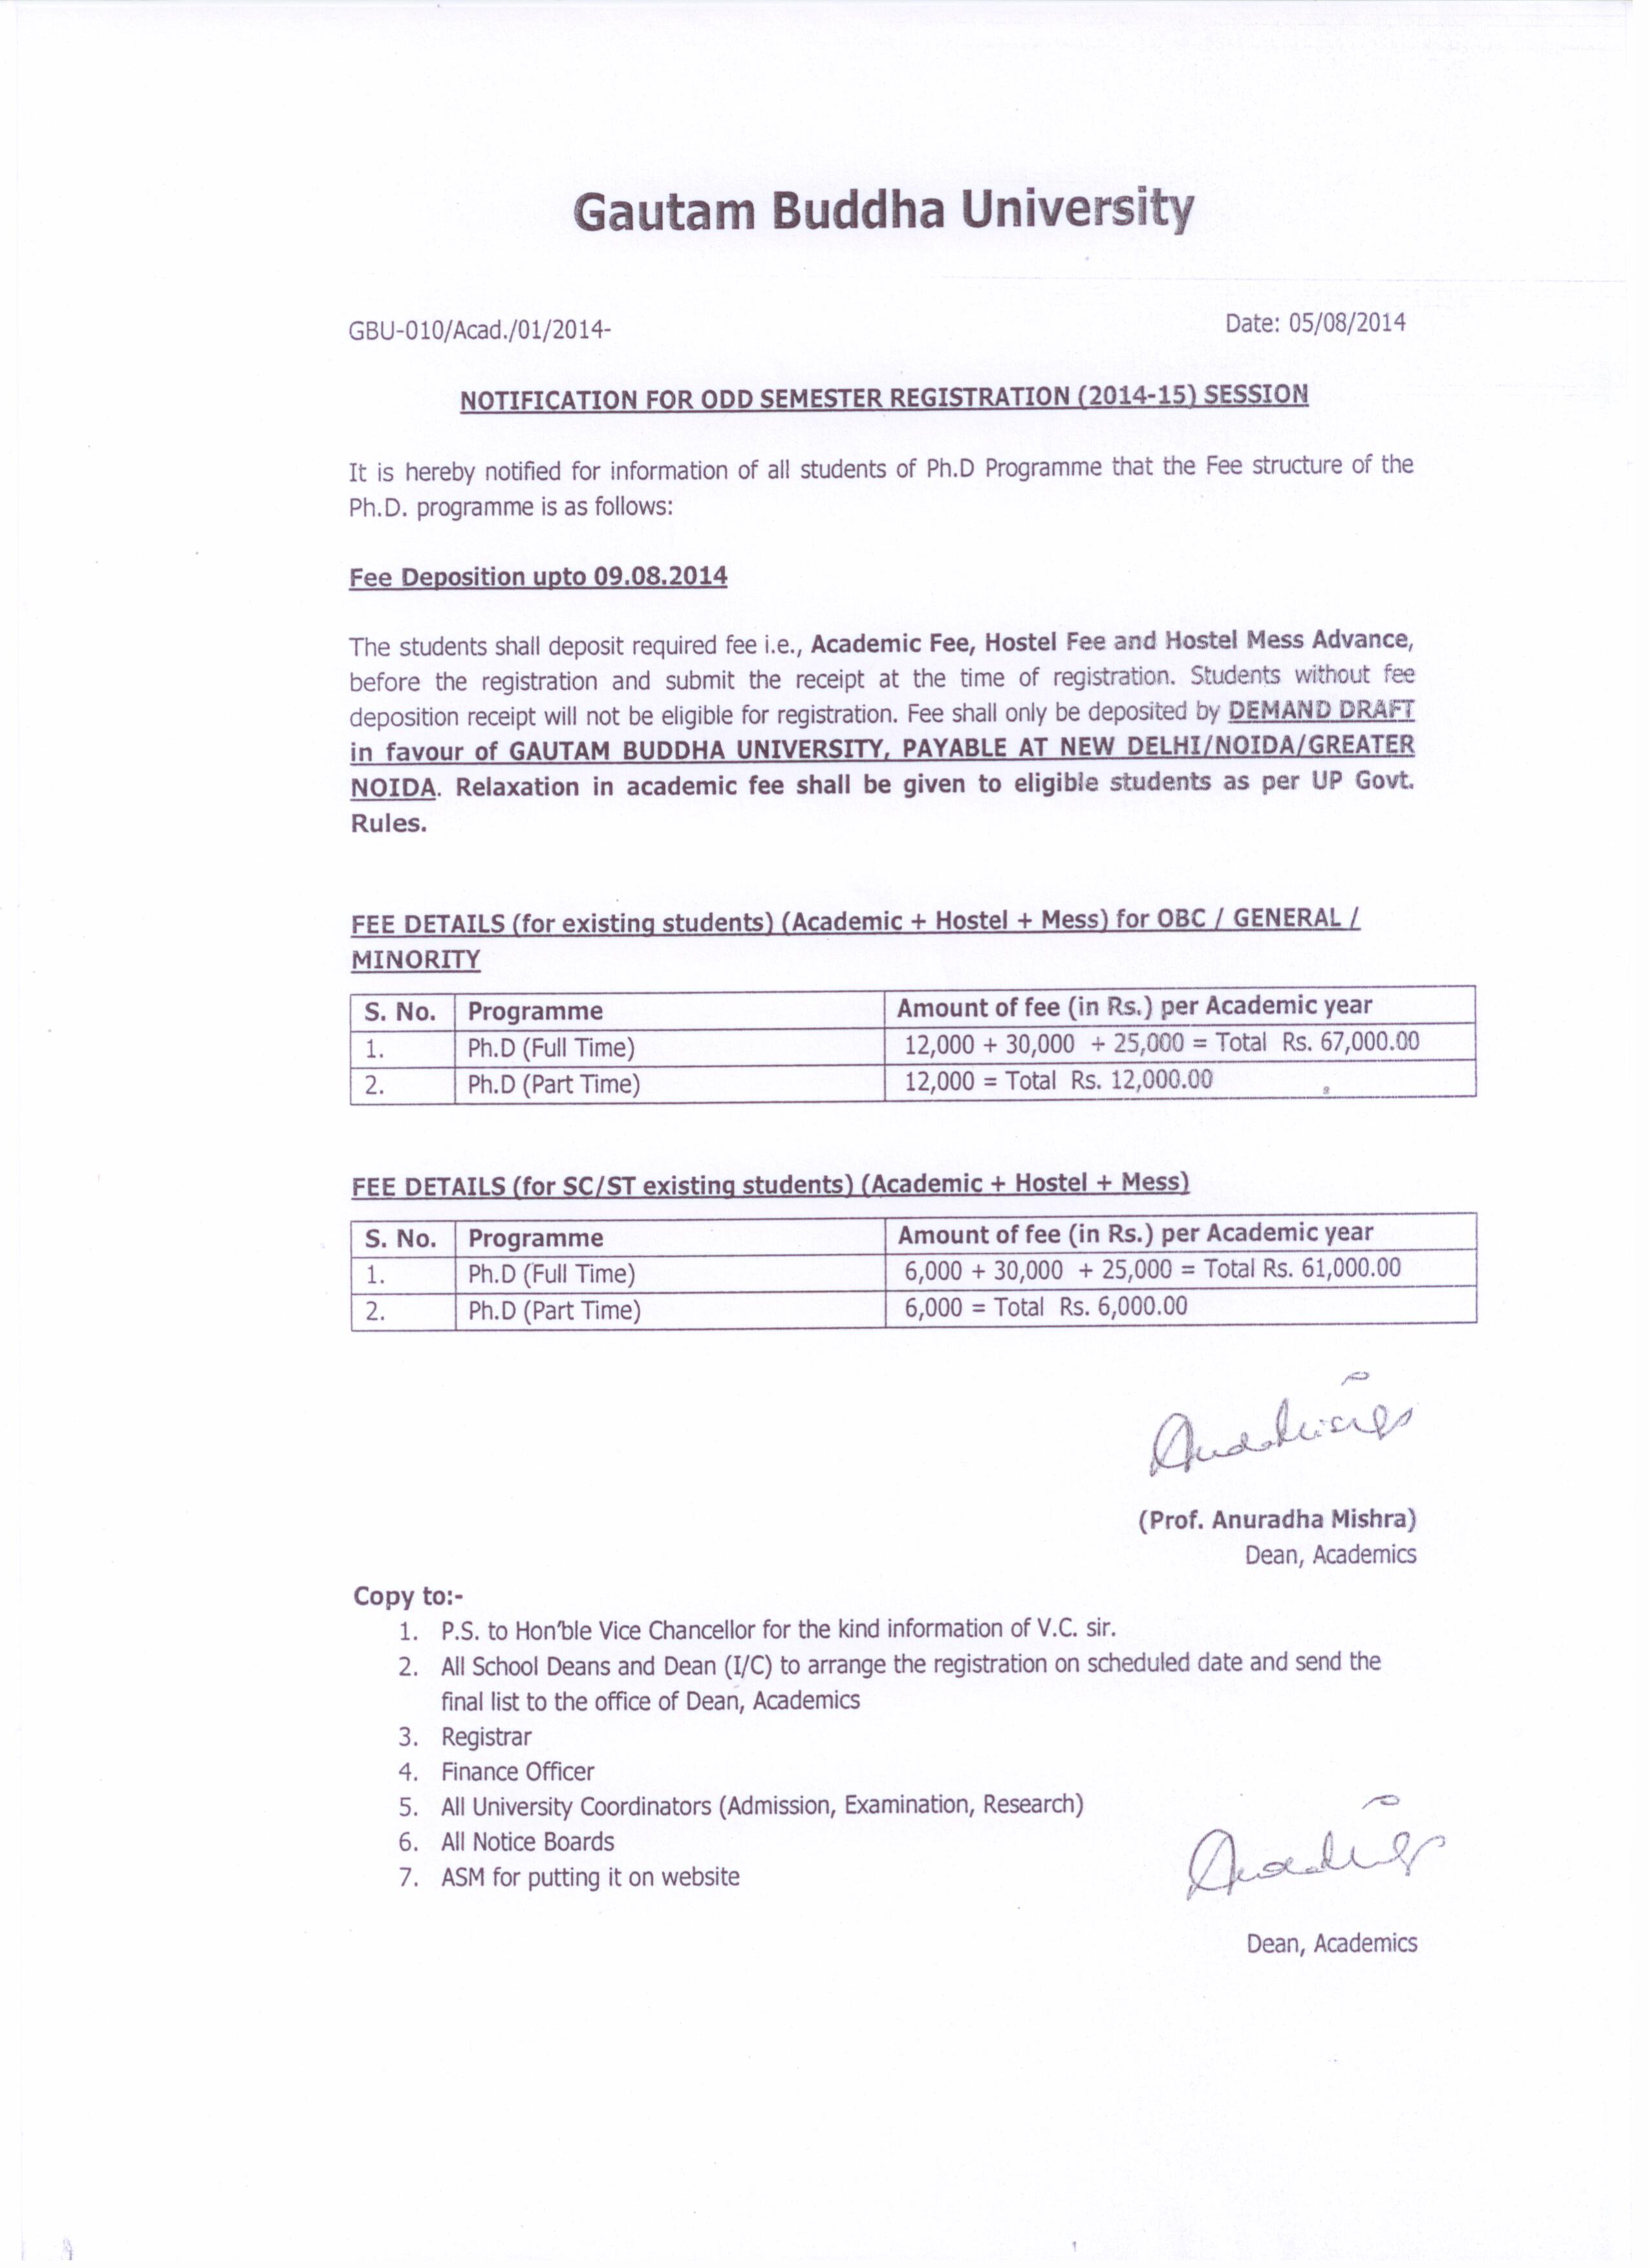 Gautam Buddha University
GBU-010/Acad./01/2014-
Date: 05/08/2014
NOTIFICATION FOR ODD SEMESTER REGISTRATION (2014-15) SESSION
It is hereby notified for information of all students of Ph.D Programme that the Fee structure of the
Ph.D. programme is as follows:
Fee Deposition upto 09.08.2014
The students shall deposit required fee i.e., Academic Fee, Hostel Fee and Hostel Mess Advance,
before the registration and submit the receipt at the time of registration. Students without fee
deposition receipt will not be eligible for registration. Fee shall only be deposited by DEMAND DRAFT
in favour of GAUTAM BUDDHA UNIVERSITY, PAYABLE AT NEW DELHI/NOIDA/GREATER
NOIDA. Relaxation in academic fee shall be given to eligible students as per UP Govt.
Rules.
FEE DETAILS (for existing students) (Academic + Hostel + Mess) for OBC / GENERAL /
MINORITY
S. No. Programme Amount of fee (in Rs.) per Academic year
1. Ph.D (Full Time) 12,000 + 30,000 + 25,000 = Total Rs. 67,000.00
2. Ph.D (Part Time) 12,000 = Total Rs. 12,000.00
FEE DETAILS (for SC/ST existing students) (Academic + Hostel + Mess)
S. No. Programme Amount of fee (in Rs.) per Academic year
1. Ph.D (Full Time) 6,000 + 30,000 + 25,000 = Total Rs. 61,000.00
2. Ph.D (Part Time) 6,000 = Total Rs. 6,000.00
(Prof. Anuradha Mishra)
Dean, Academics
Copy to:-
1. P.S. to Hon'ble Vice Chancellor for the kind information of V.C. sir.
2. All School Deans and Dean (I/C) to arrange the registration on scheduled date and send the
final list to the office of Dean, Academics
3. Registrar
4. Finance Officer
5. All University Coordinators (Admission, Examination, Research)
6. All Notice Boards
7. ASM for putting it on website
Dean, Academics